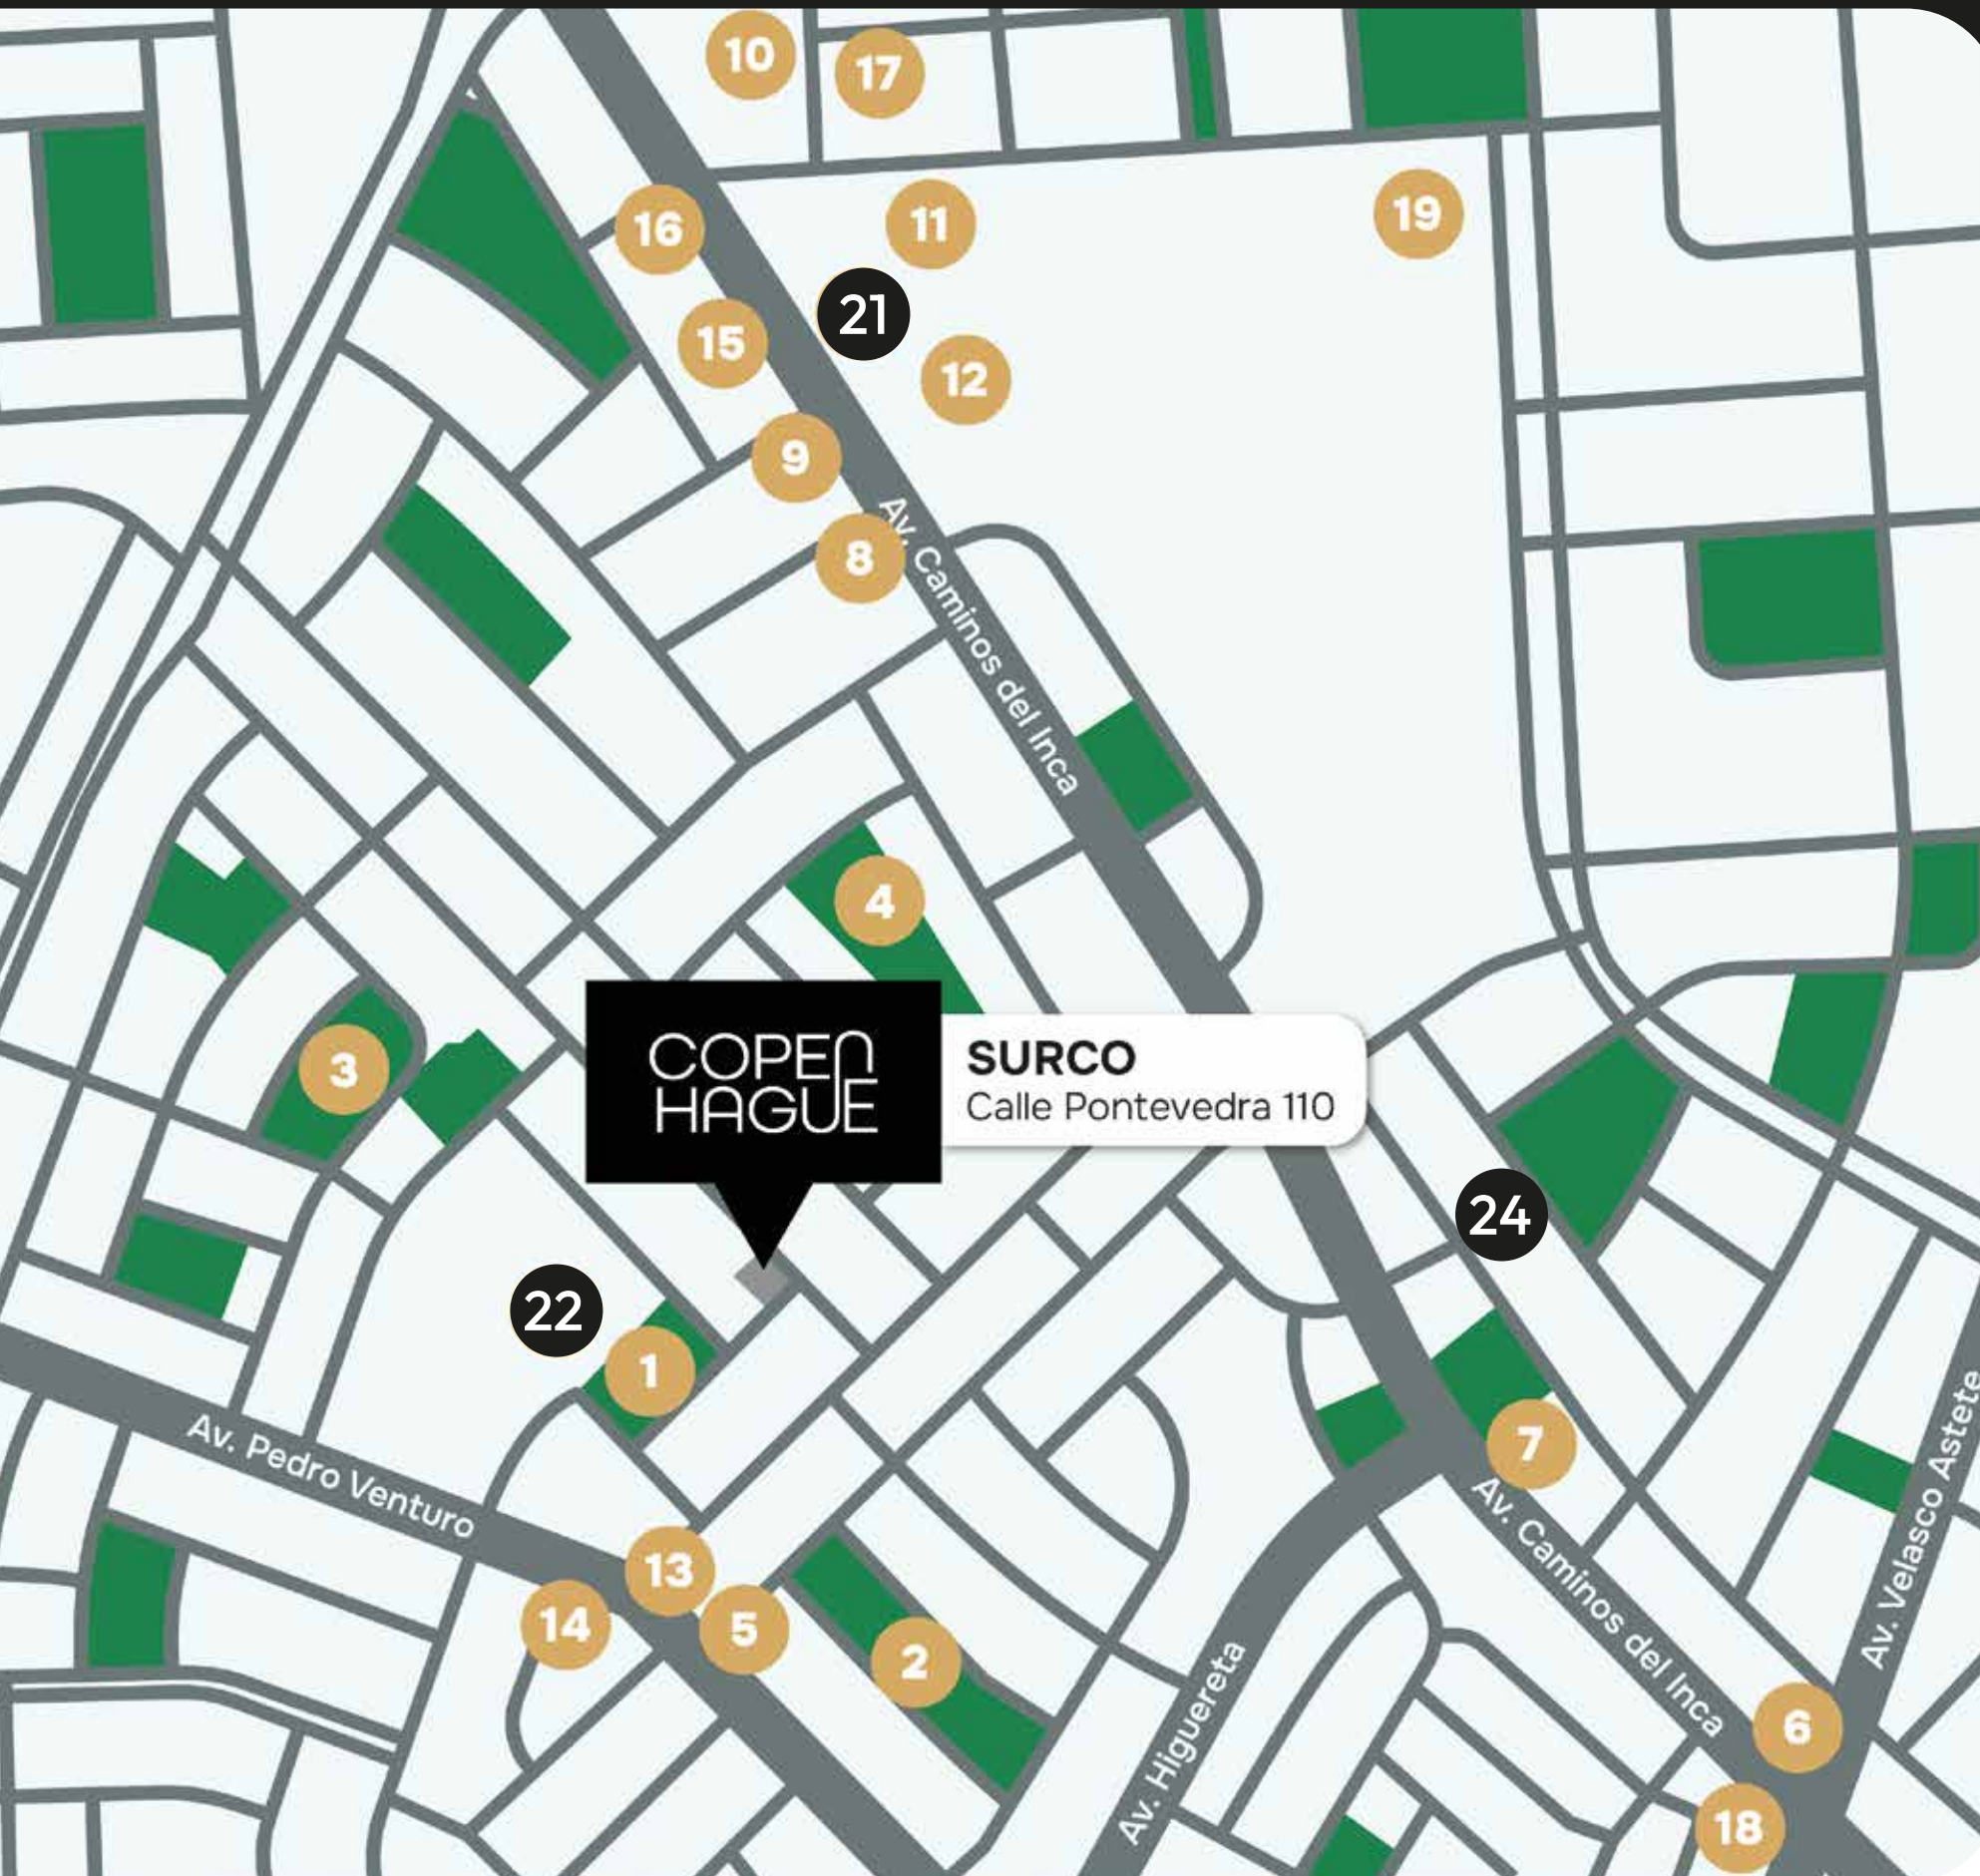 10
17
16
11
19
21
15
12
9
8
Av. Caminos del Inca
4
3
COPEN
HAGUE
SURCO
Calle Pontevedra 110
24
22
1
7
Av. Pedro Venturo
13
14
5
2
Av. Caminos del Inca
Av. Velasco Astete
Av. Higuereta
6
18